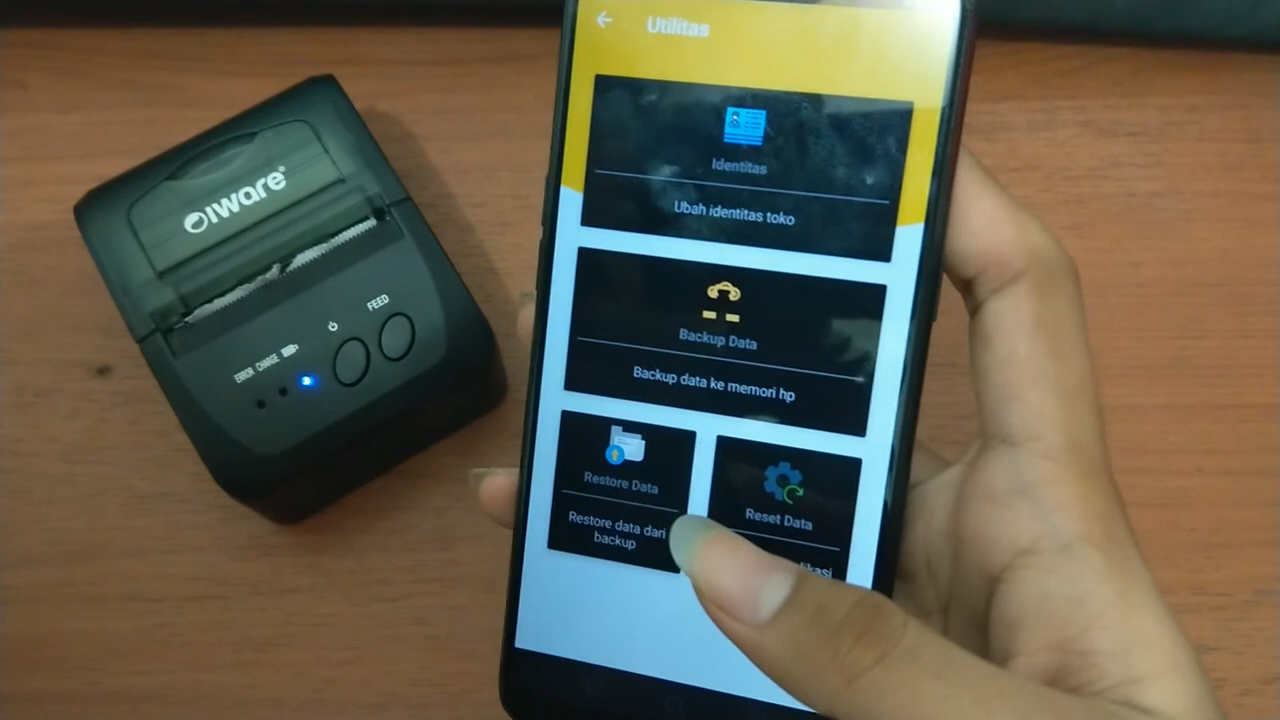 iware
ERROR CHARGE
FEED
Utilitas
Identitas
Ubah identitas toko
Backup Data
Backup data ke memori hp
Restore Data
Restore data dari
backup
Reset Data